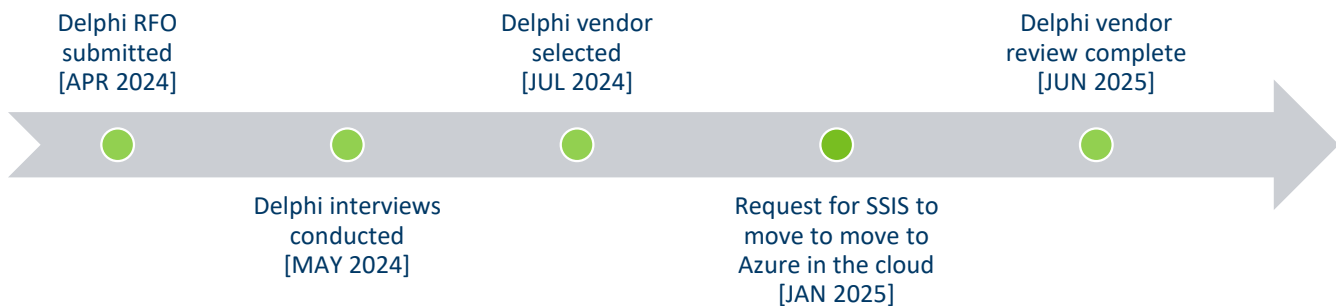 Delphi RFO
submitted
[APR 2024]
Delphi interviews
conducted
[MAY 2024]
Delphi vendor
selected
[JUL 2024]
Request for SSIS to
move to move to
Azure in the cloud
[JAN 2025]
Delphi vendor
review complete
[JUN 2025]